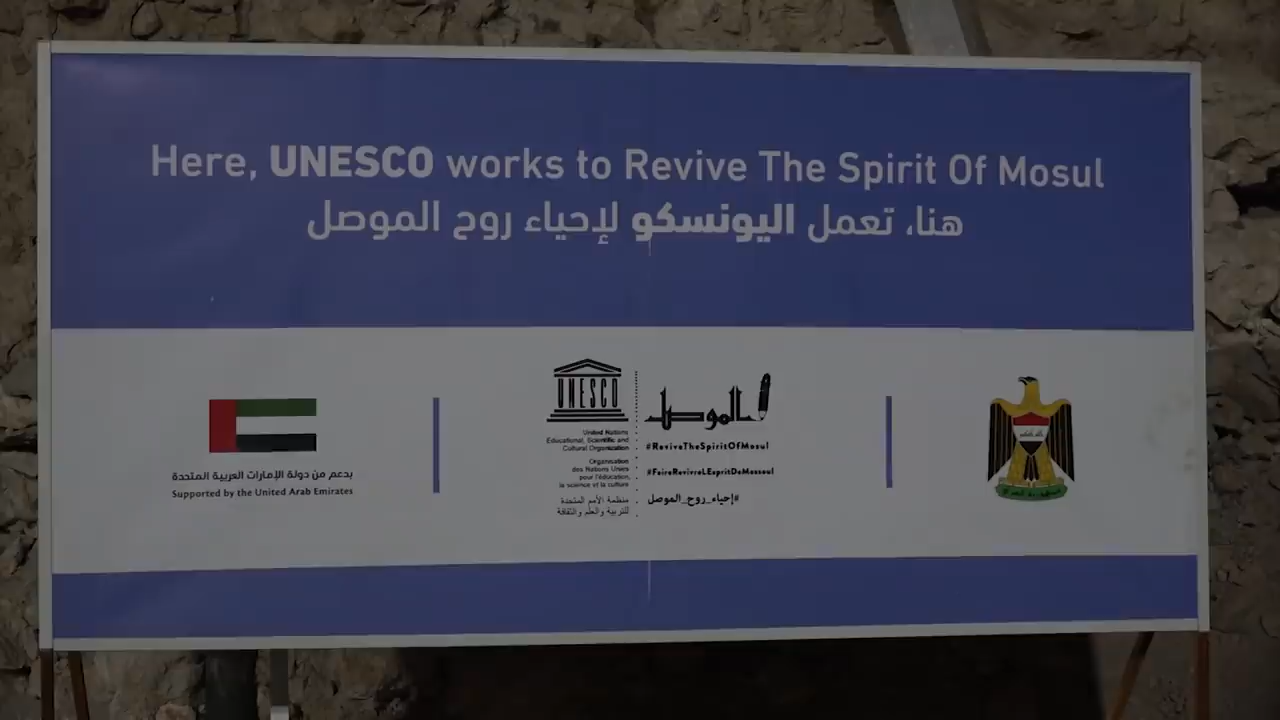 Here, UNESCO works to Revive The Spirit Of Mosul
هنا، تعمل اليونسكو لإحياء روح الموصل
بدعم من دولة الإمارات العربية المتحدة
Supported by the United Arab Emirates
UNESCO
United Nations
Educational, Scientific and
Cultural Organization
Organisation
des Nations Unies
pour l'éducation,
la science et la culture
منظمة الأمم المتحدة
للتربية والعلم والثقافة
الموصل
#ReviveTheSpiritOfMosul
#FaireRevivreLEspritDeMossoul
#إحياء_روح_الموصل